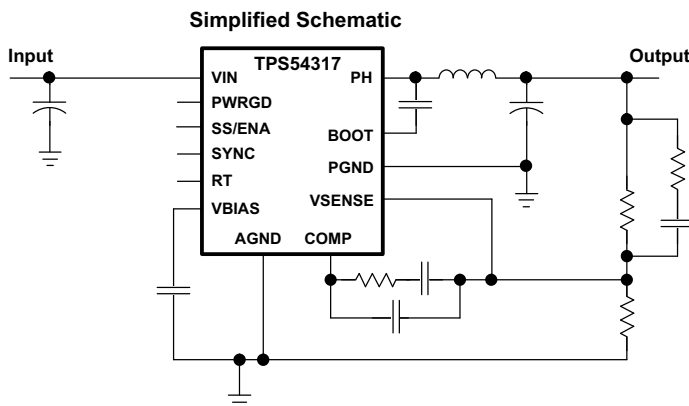 Simplified Schematic
Input
Output
TPS54317
VIN
PH
PWRGD
SS/ENA
BOOT
SYNC
PGND
RT
VSENSE
VBIAS
AGND
COMP